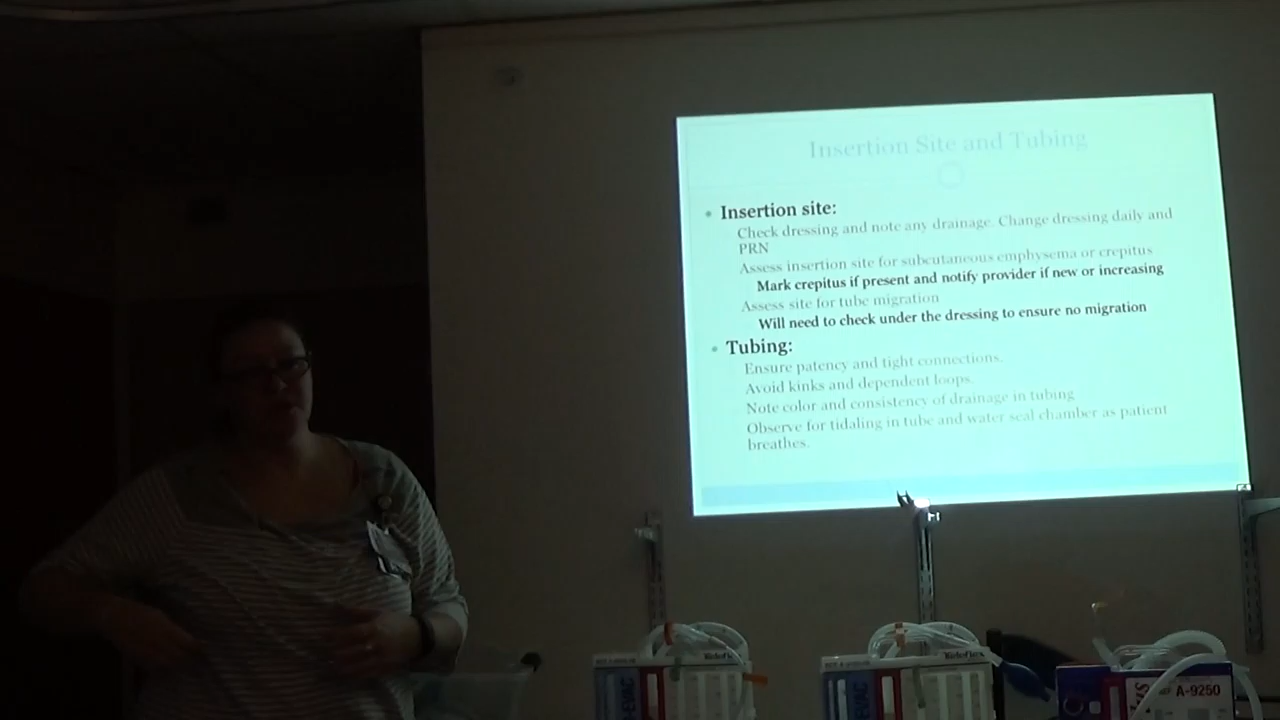 Insertion Site and Tubing
• Insertion site:
Check dressing and note any drainage. Change dressing daily and
PRN
Assess insertion site for subcutaneous emphysema or crepitus
Mark crepitus if present and notify provider if new or increasing
Assess site for tube migration
Will need to check under the dressing to ensure no migration
• Tubing:
Ensure patency and tight connections.
Avoid kinks and dependent loops.
Note color and consistency of drainage in tubing
Observe for tidaling in tube and water seal chamber as patient
breathes.
A-9250